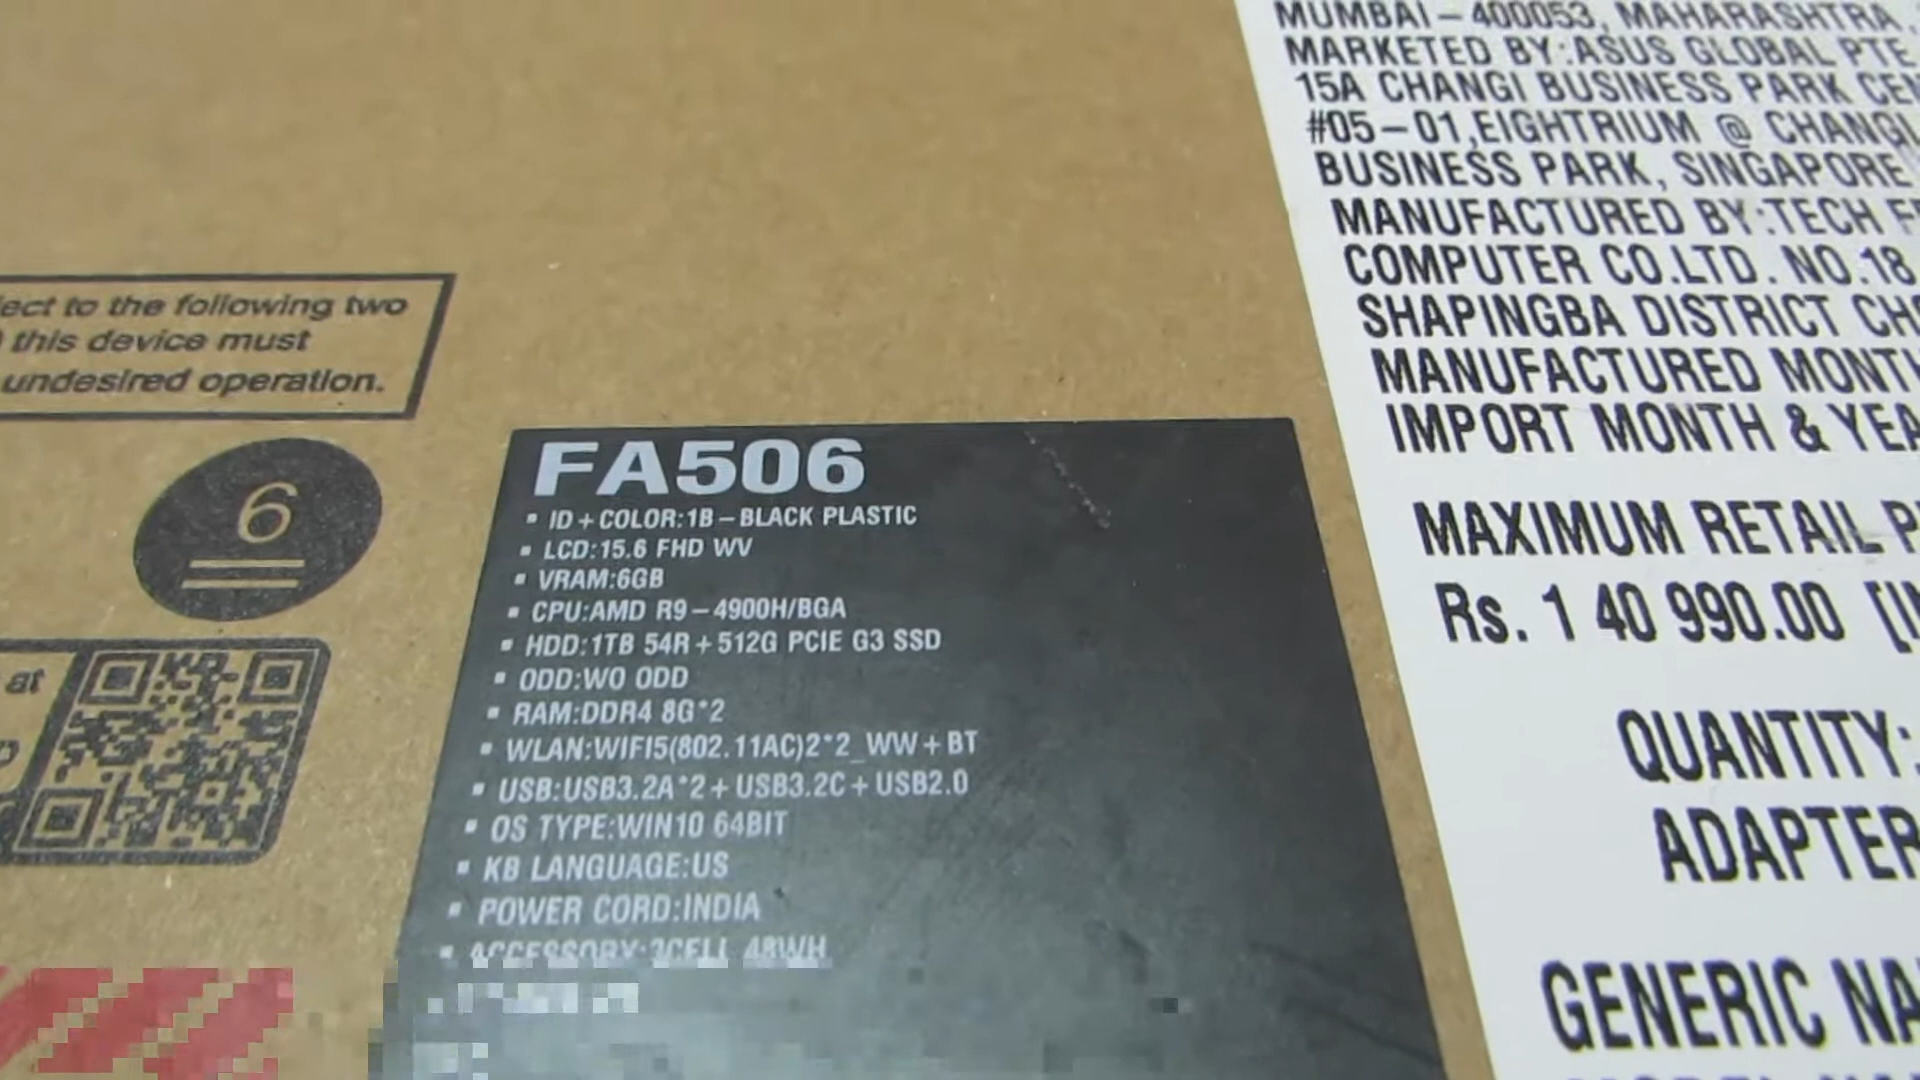 ect to the following two
this device must
undesired operation.
6
at
FA506
▪ ID+COLOR:1B-BLACK PLASTIC
▪ LCD:15.6 FHD WV
▪ VRAM:6GB
▪ CPU:AMD R9-4900H/BGA
▪ HDD:1TB 54R+512G PCIE G3 SSD
▪ ODD:WO ODD
▪ RAM:DDR4 8G*2
▪ WLAN:WIFI5(802.11AC)2*2_WW+BT
▪ USB:USB3.2A*2+USB3.2C+USB2.0
▪ OS TYPE:WIN10 64BIT
▪ KB LANGUAGE:US
▪ POWER CORD:INDIA
▪ ACCESSORY:3CELL 48WH
MUMBAI-400053, MAHARASHTRA,
MARKETED BY:ASUS GLOBAL PTE
15A CHANGI BUSINESS PARK CEN
#05-01,EIGHTRIUM @ CHANGI
BUSINESS PARK, SINGAPORE
MANUFACTURED BY:TECH F
COMPUTER CO.LTD. NO.18
SHAPINGBA DISTRICT CH
MANUFACTURED MONTH
IMPORT MONTH & YEA
MAXIMUM RETAIL P
Rs. 1 40 990.00 [I
QUANTITY:
ADAPTER
GENERIC NA